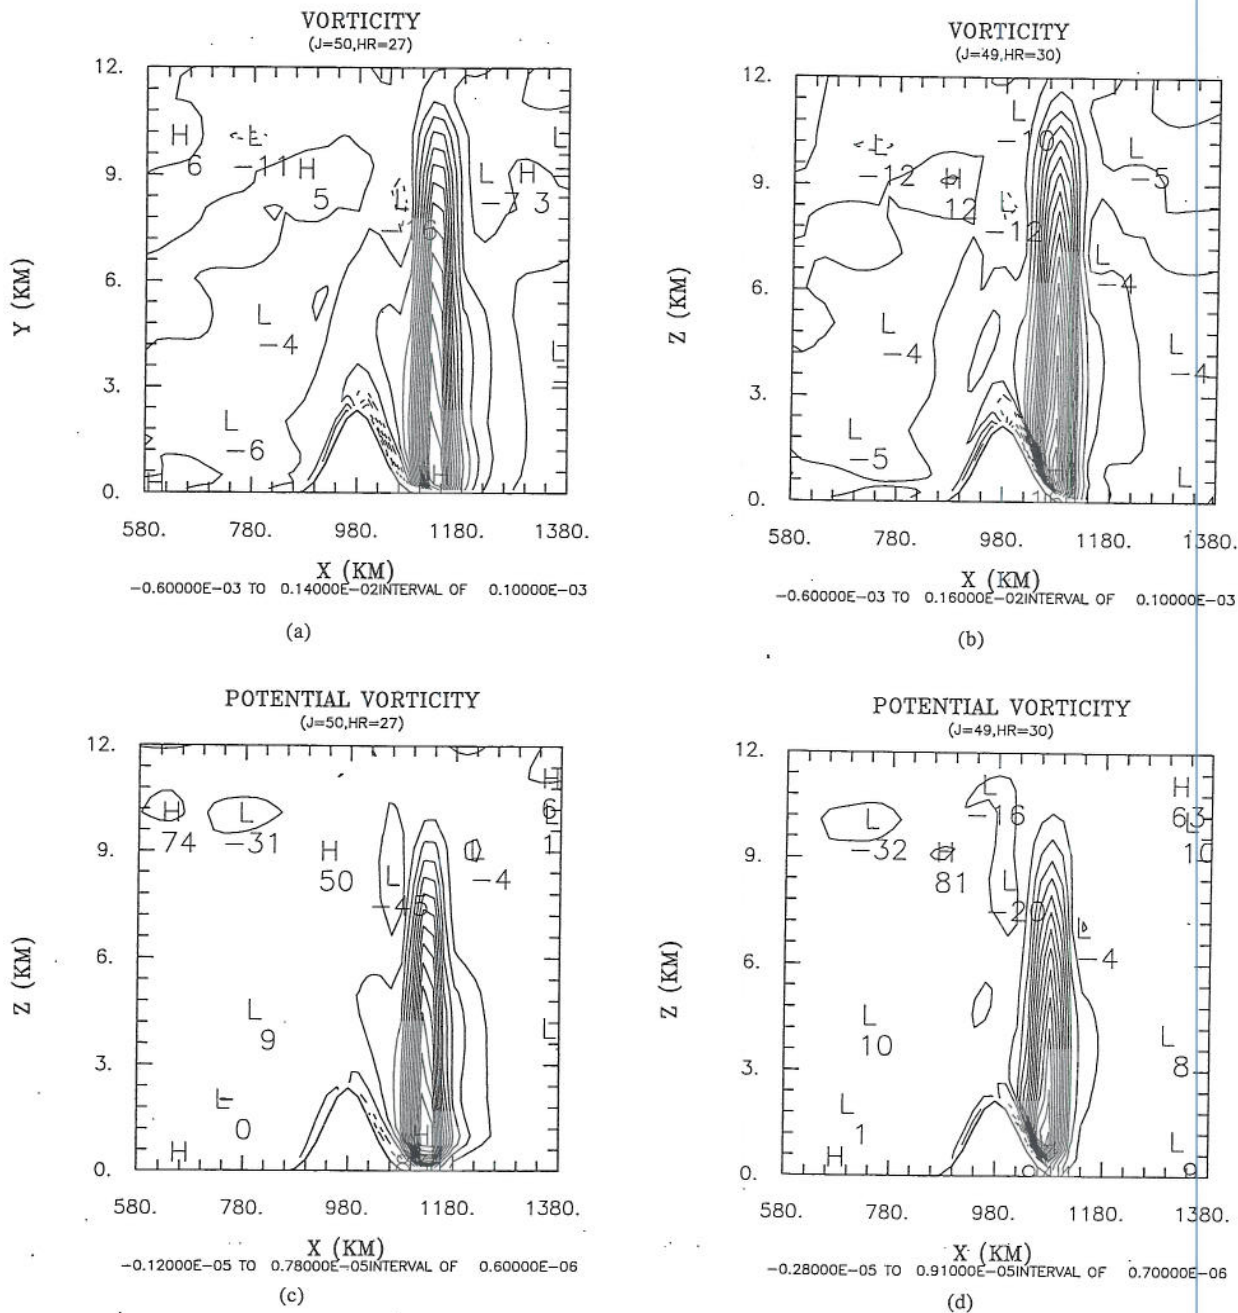 VORTICITY
(J=50,HR=27)
12.
9.
6.
3.
0.
Y (KM)
H
6
L
-11
H
5
L
L
-7
H
3
L
-4
L
-6
L
L
H
580. 780. 980. 1180. 1380.
X (KM)
-0.60000E-03 TO 0.14000E-02INTERVAL OF 0.10000E-03
(a)
VORTICITY
(J=49,HR=30)
12.
9.
6.
3.
0.
Z (KM)
L
-10
L
-12
H
12
L
-12
L
-5
L
-4
L
-4
L
-4
L
-5
L
580. 780. 980. 1180. 1380.
X (KM)
-0.60000E-03 TO 0.16000E-02INTERVAL OF 0.10000E-03
(b)
POTENTIAL VORTICITY
(J=50,HR=27)
12.
9.
6.
3.
0.
Z (KM)
H
74
L
-31
H
50
L
L
-4
H
6
L
1
L
9
L
L
0
H
H
580. 780. 980. 1180. 1380.
X (KM)
-0.12000E-05 TO 0.78000E-05INTERVAL OF 0.60000E-06
(c)
POTENTIAL VORTICITY
(J=49,HR=30)
12.
9.
6.
3.
0.
Z (KM)
L
-16
H
63
L
10
L
-32
H
81
L
-20
L
-4
L
10
L
8
L
1
H
L
9
580. 780. 980. 1180. 1380.
X (KM)
-0.28000E-05 TO 0.91000E-05INTERVAL OF 0.70000E-06
(d)